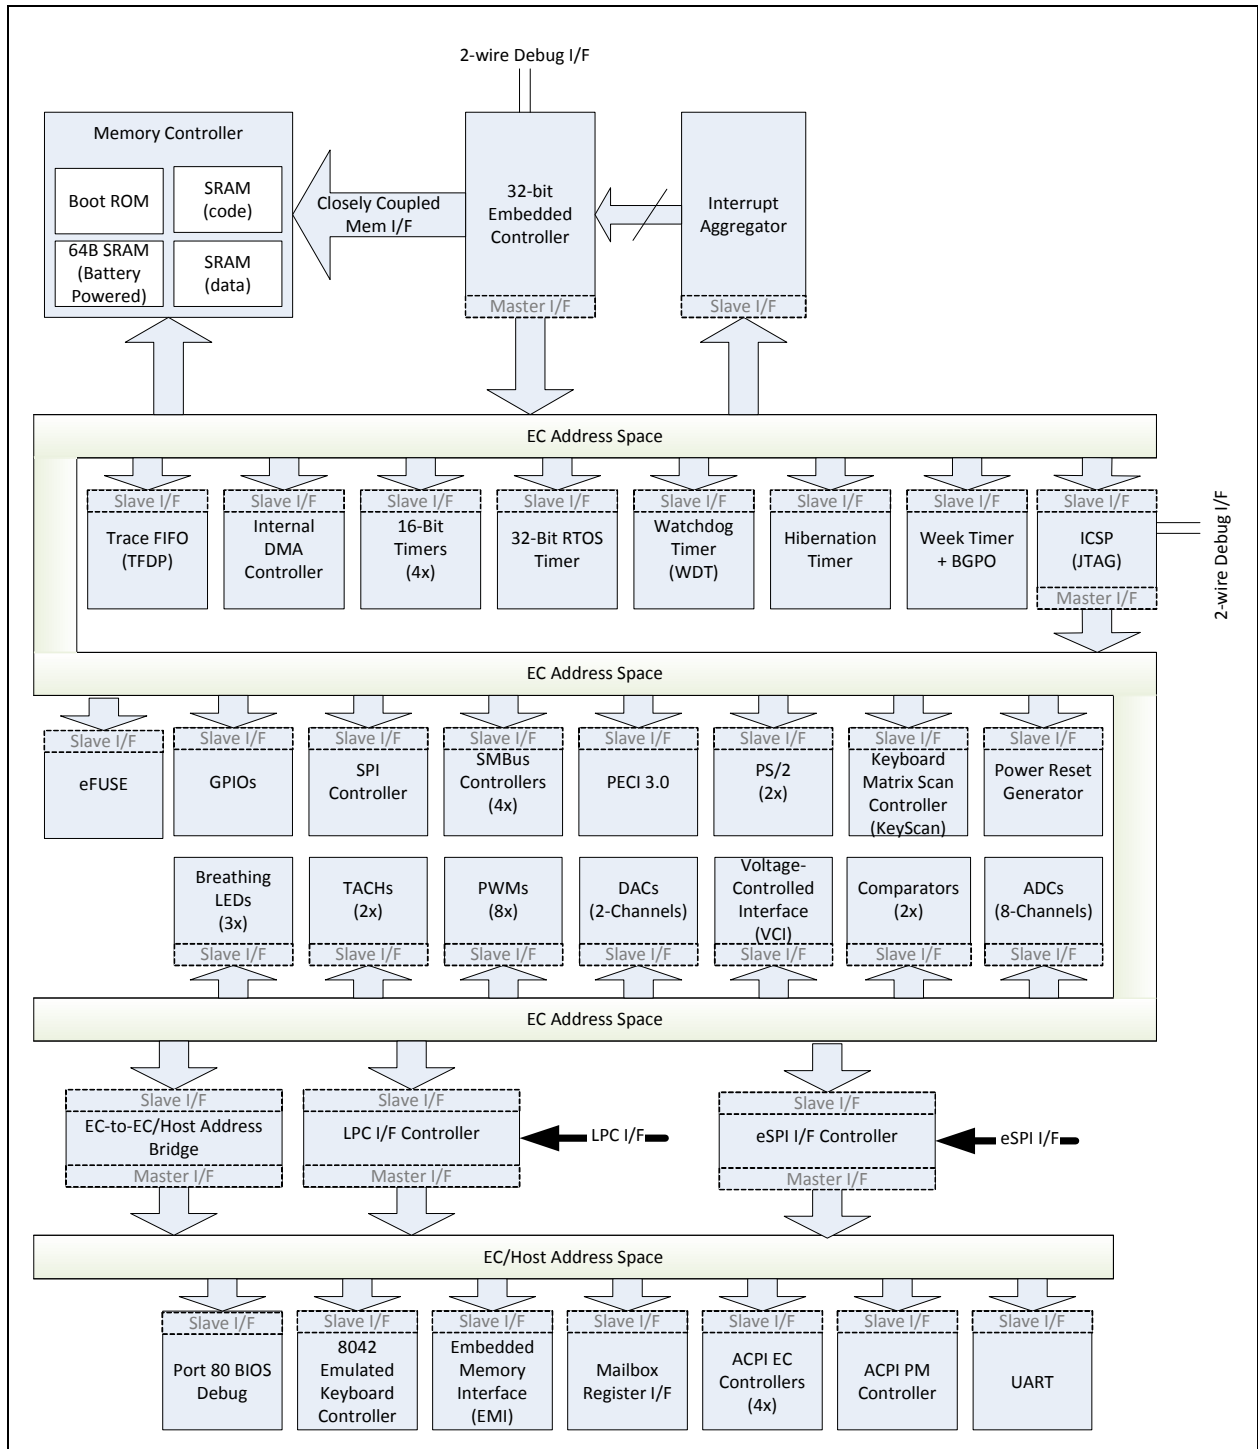 2-wire Debug I/F
Memory Controller
Boot ROM
SRAM
(code)
64B SRAM
(Battery
Powered)
SRAM
(data)
Closely Coupled
Mem I/F
32-bit
Embedded
Controller
Master I/F
Interrupt
Aggregator
Slave I/F
EC Address Space
Slave I/F
Trace FIFO
(TFDP)
Slave I/F
Internal
DMA
Controller
Slave I/F
16-Bit
Timers
(4x)
Slave I/F
32-Bit RTOS
Timer
Slave I/F
Watchdog
Timer
(WDT)
Slave I/F
Hibernation
Timer
Slave I/F
Week Timer
+ BGPO
Slave I/F
ICSP
(JTAG)
Master I/F
2-wire Debug I/F
EC Address Space
Slave I/F
eFUSE
Slave I/F
GPIOs
Slave I/F
SPI
Controller
Slave I/F
SMBus
Controllers
(4x)
Slave I/F
PECI 3.0
Slave I/F
PS/2
(2x)
Slave I/F
Keyboard
Matrix Scan
Controller
(KeyScan)
Slave I/F
Power Reset
Generator
Breathing
LEDs
(3x)
Slave I/F
TACHs
(2x)
Slave I/F
PWMs
(8x)
Slave I/F
DACs
(2-Channels)
Slave I/F
Voltage-
Controlled
Interface
(VCI)
Slave I/F
Comparators
(2x)
Slave I/F
ADCs
(8-Channels)
Slave I/F
EC Address Space
Slave I/F
EC-to-EC/Host Address
Bridge
Master I/F
Slave I/F
LPC I/F Controller
Master I/F
LPC I/F
Slave I/F
eSPI I/F Controller
Master I/F
eSPI I/F
EC/Host Address Space
Slave I/F
Port 80 BIOS
Debug
Slave I/F
8042
Emulated
Keyboard
Controller
Slave I/F
Embedded
Memory
Interface
(EMI)
Slave I/F
Mailbox
Register I/F
Slave I/F
ACPI EC
Controllers
(4x)
Slave I/F
ACPI PM
Controller
Slave I/F
UART